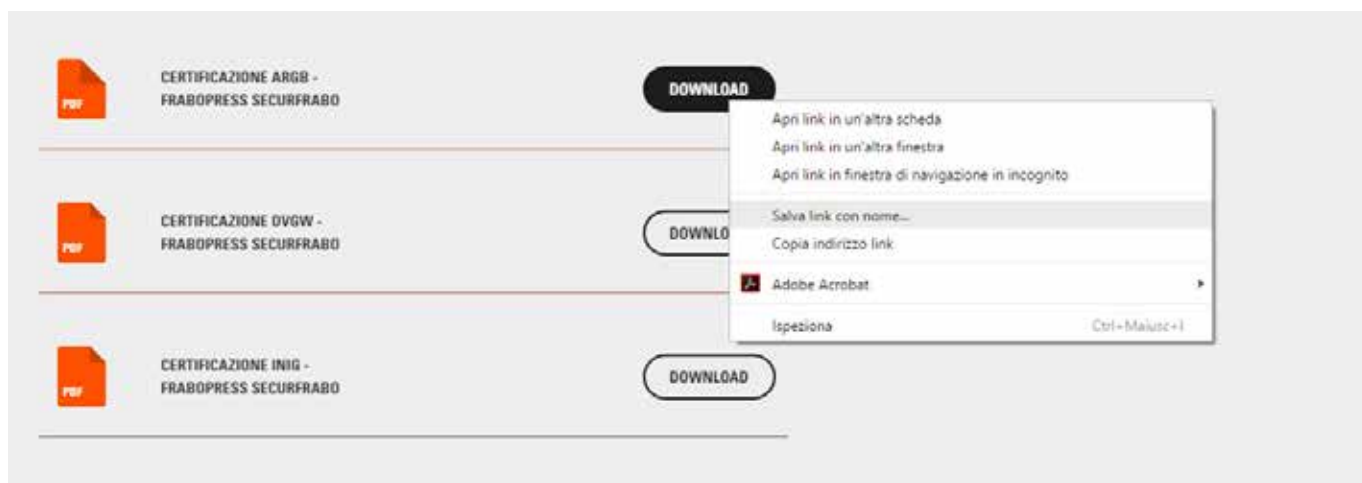 PDF
CERTIFICAZIONE ARGB -
FRABOPRESS SECURFRABO
DOWNLOAD
Apri link in un'altra scheda
Apri link in un'altra finestra
Apri link in finestra di navigazione in incognito
Salva link con nome...
Copia indirizzo link
Adobe Acrobat
Ispeziona Ctrl+Maiusc+I
PDF
CERTIFICAZIONE DVGW -
FRABOPRESS SECURFRABO
DOWNLO
PDF
CERTIFICAZIONE INIG -
FRABOPRESS SECURFRABO
DOWNLOAD